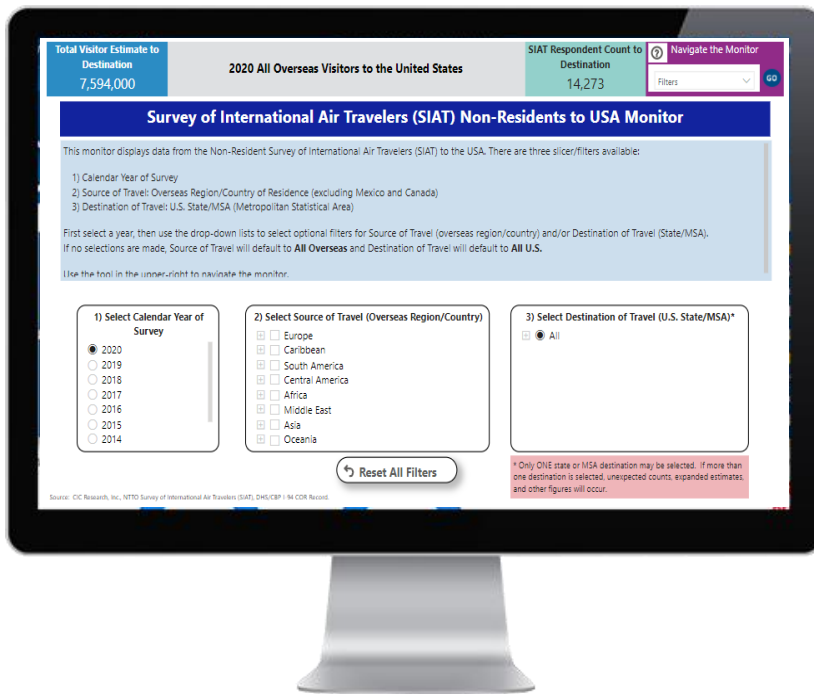 Total Visitor Estimate to
Destination
7,594,000
2020 All Overseas Visitors to the United States
SIAT Respondent Count to
Destination
14,273
? Navigate the Monitor
Filters
GO
Survey of International Air Travelers (SIAT) Non-Residents to USA Monitor
This monitor displays data from the Non-Resident Survey of International Air Travelers (SIAT) to the USA. There are three slicer/filters available:
1) Calendar Year of Survey
2) Source of Travel: Overseas Region/Country of Residence (excluding Mexico and Canada)
3) Destination of Travel: U.S. State/MSA (Metropolitan Statistical Area)
First select a year, then use the drop-down lists to select optional filters for Source of Travel (overseas region/country) and/or Destination of Travel (State/MSA).
If no selections are made, Source of Travel will default to All Overseas and Destination of Travel will default to All U.S.
Use the tool in the upper-right to navigate the monitor.
1) Select Calendar Year of
Survey
2020
2019
2018
2017
2016
2015
2014
2) Select Source of Travel (Overseas Region/Country)
Europe
Caribbean
South America
Central America
Africa
Middle East
Asia
Oceania
3) Select Destination of Travel (U.S. State/MSA)*
All
Reset All Filters
* Only ONE state or MSA destination may be selected. If more than
one destination is selected, unexpected counts, expanded estimates,
and other figures will occur.
Source: CIC Research, Inc., NTTO Survey of International Air Travelers (SIAT), DHS/CBP I 94 COR Record.